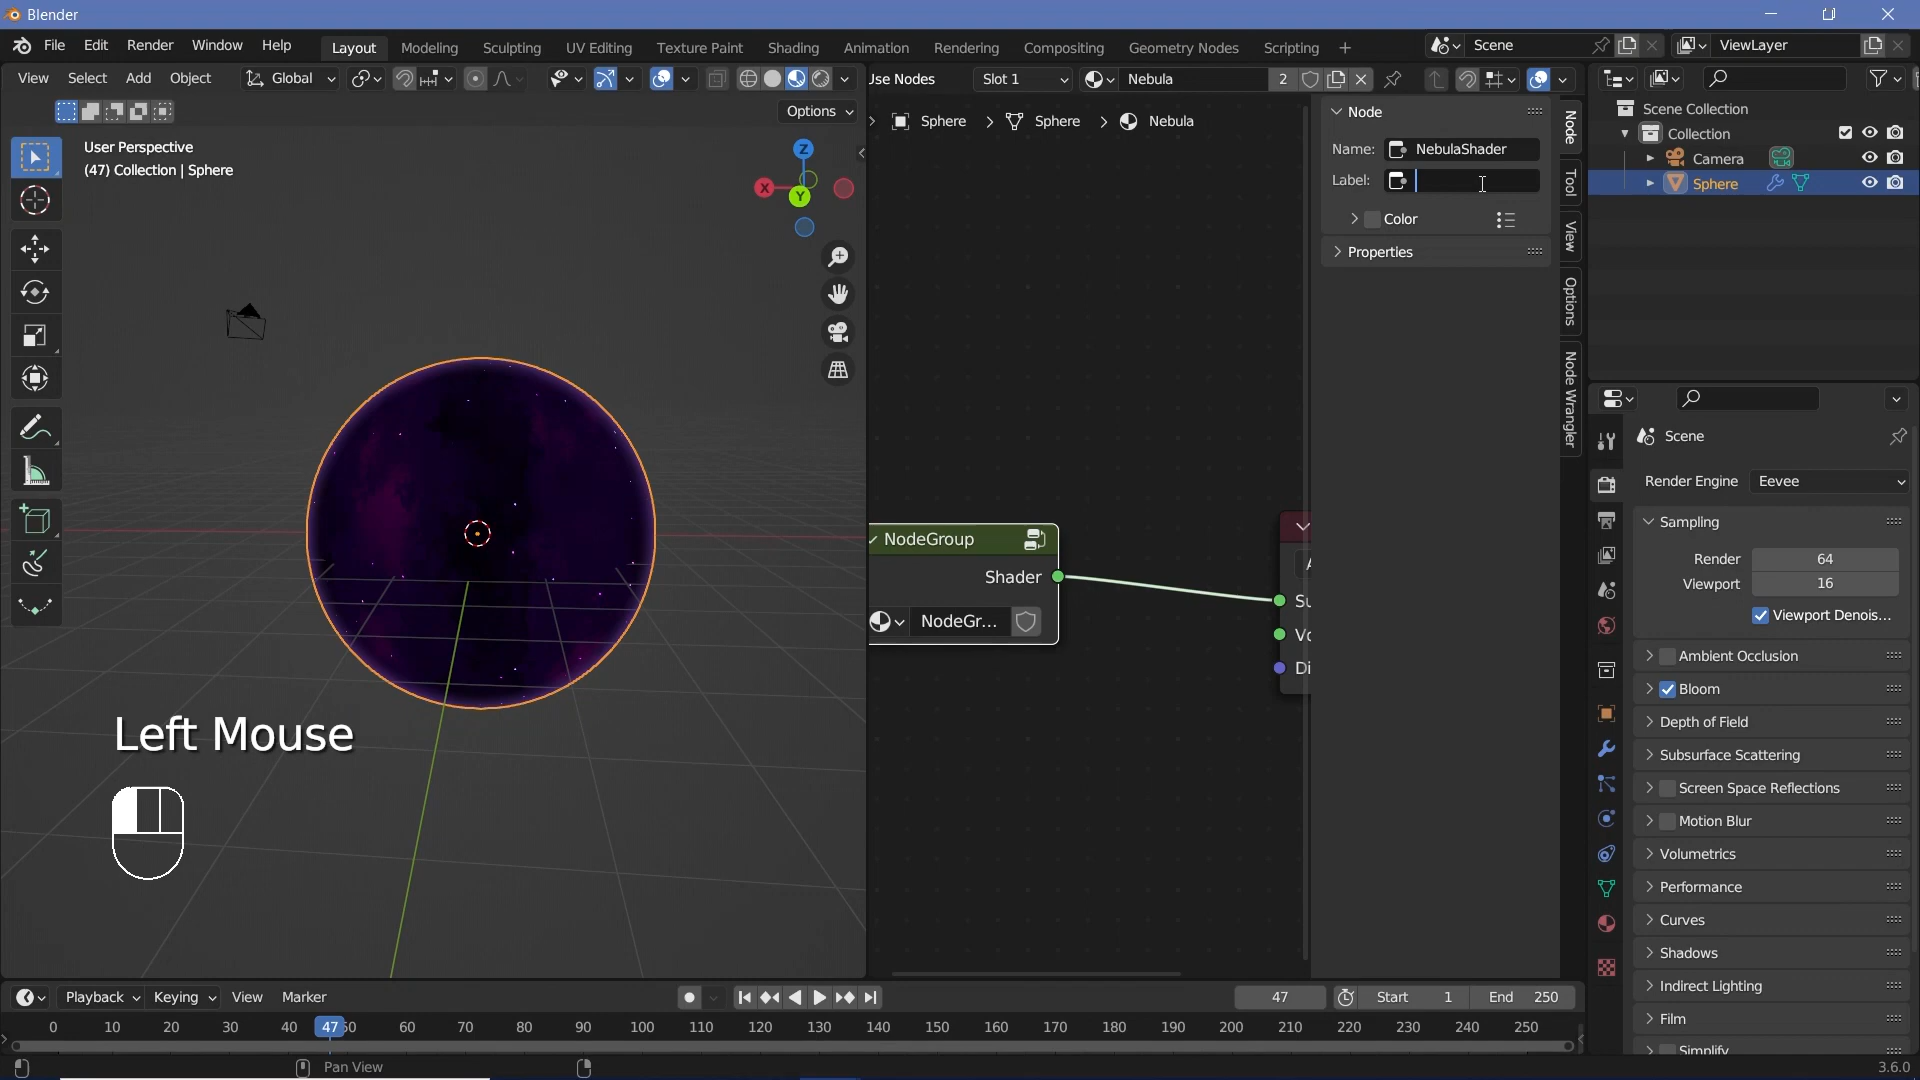 Blender
File Edit Render Window Help
Layout Modeling Sculpting UV Editing Texture Paint Shading Animation Rendering Compositing Geometry Nodes Scripting +
Scene
ViewLayer
View Select Add Object
Global
Use Nodes
Slot 1
Nebula
2
Options
Sphere
Sphere
Nebula
User Perspective
(47) Collection | Sphere
Z
X
Y
Node
Name: NebulaShader
Label:
Color
Properties
Node
Tool
View
Options
Node Wrangler
NodeGroup
Shader
NodeGr...
Su
Vo
Di
Scene Collection
Collection
Camera
Sphere
Scene
Render Engine Eevee
Sampling
Render 64
Viewport 16
Viewport Denois...
Ambient Occlusion
Bloom
Depth of Field
Subsurface Scattering
Screen Space Reflections
Motion Blur
Volumetrics
Performance
Curves
Shadows
Indirect Lighting
Film
Simplify
Left Mouse
Playback Keying View Marker
47
Start 1
End 250
0 10 20 30 40 47 50 60 70 80 90 100 110 120 130 140 150 160 170 180 190 200 210 220 230 240 250
Pan View
3.6.0